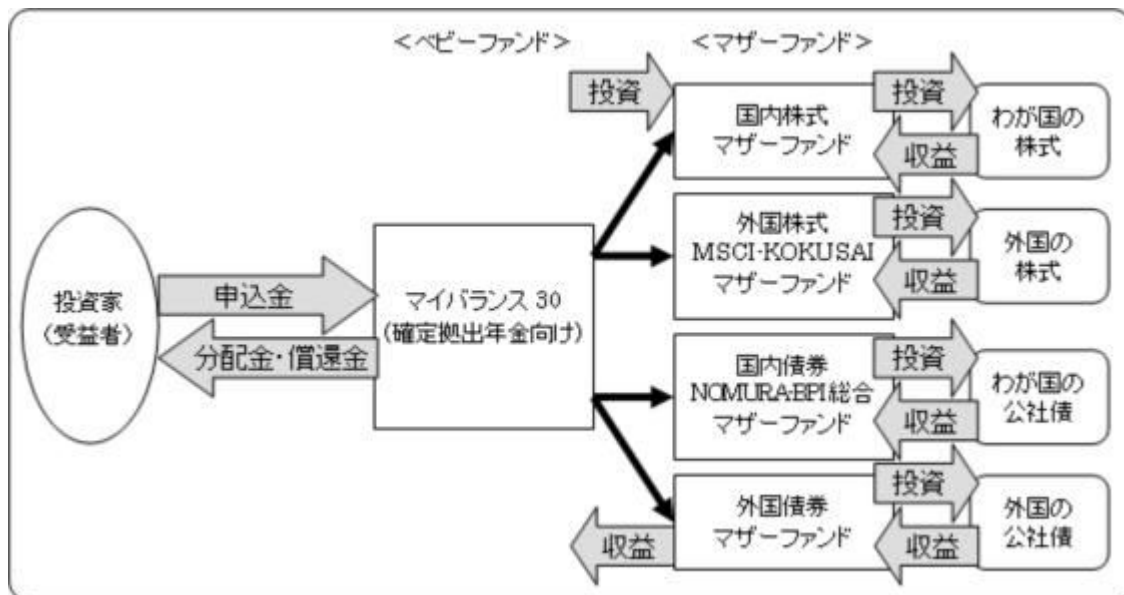 <ベビーファンド>
<マザーファンド>
投資
国内株式
マザーファンド
投資
収益
わが国の
株式
外国株式
MSCI-KOKUSAI
マザーファンド
投資
収益
外国の
株式
投資家
(受益者)
申込金
分配金・償還金
マイバランス 30
(確定拠出年金向け)
国内債券
NOMURA-BPI総合
マザーファンド
投資
収益
わが国の
公社債
外国債券
マザーファンド
投資
収益
外国の
公社債
収益